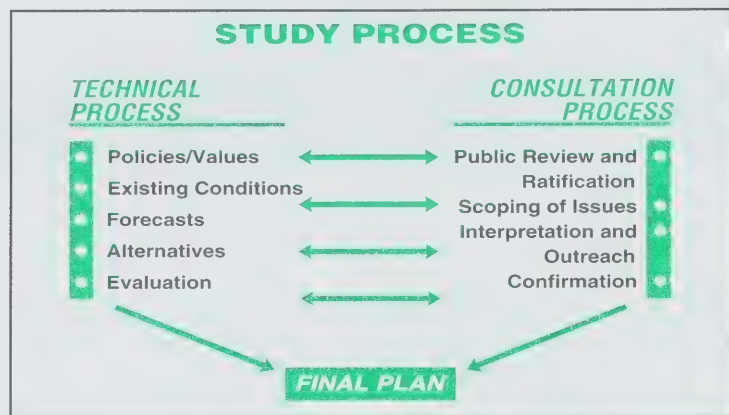 STUDY PROCESS
TECHNICAL
PROCESS
Policies/Values
Existing Conditions
Forecasts
Alternatives
Evaluation
CONSULTATION
PROCESS
Public Review and
Ratification
Scoping of Issues
Interpretation and
Outreach
Confirmation
FINAL PLAN